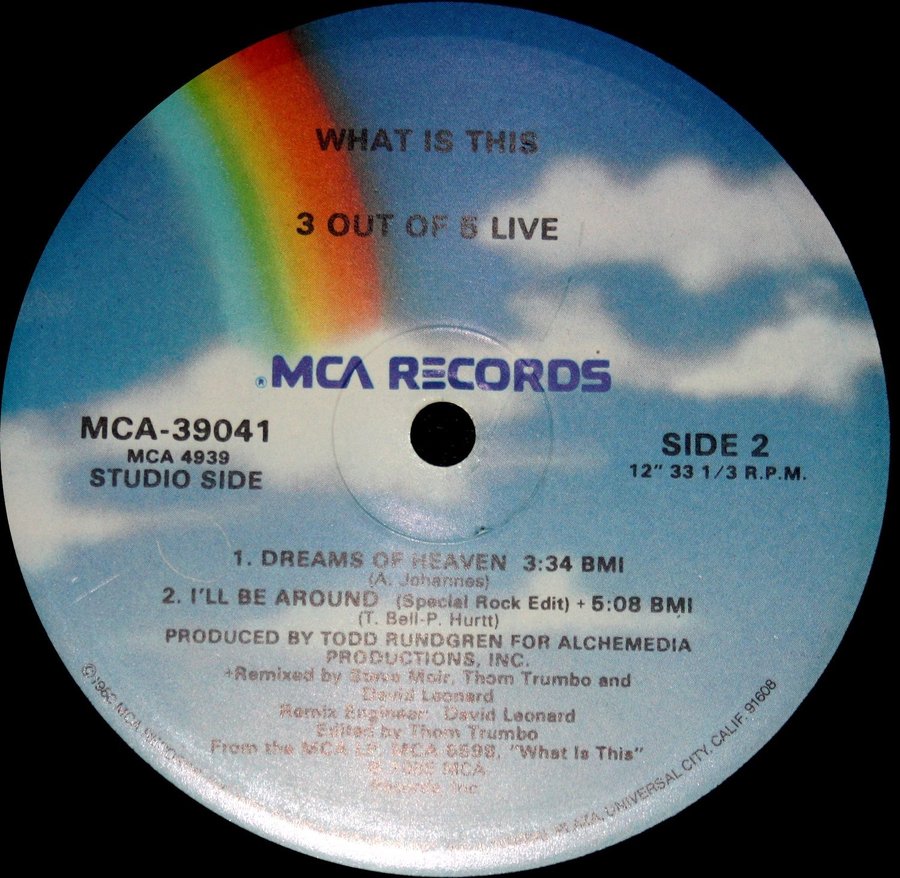 WHAT IS THIS
3 OUT OF 5 LIVE
® MCA RECORDS
MCA-39041
MCA 4939
STUDIO SIDE
SIDE 2
12" 33 1/3 R.P.M.
1. DREAMS OF HEAVEN 3:34 BMI
(A. Johannes)
2. I'LL BE AROUND (Special Rock Edit) + 5:08 BMI
(T. Bell-P. Hurtt)
PRODUCED BY TODD RUNDGREN FOR ALCHEMEDIA
PRODUCTIONS, INC.
+Remixed by Steve Moir, Thom Trumbo and
David Leonard
Remix Engineer David Leonard
Edited by Thom Trumbo
From the MCA LP, MCA "What Is This"
MCA
Records, Inc
MCA
PLAZA, UNIVERSAL CITY, CALIF. 91608